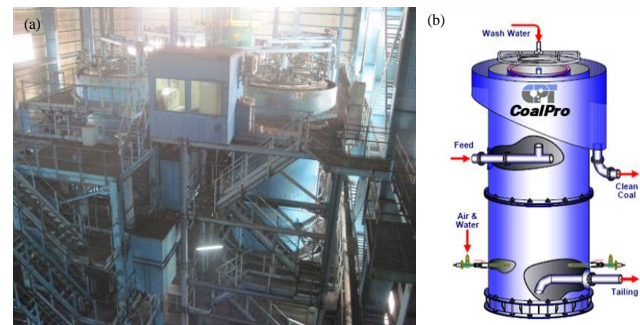 (a)
(b)
Wash Water
CPT
CoalPro
Feed
Clean
Coal
Air &
Water
Tailing